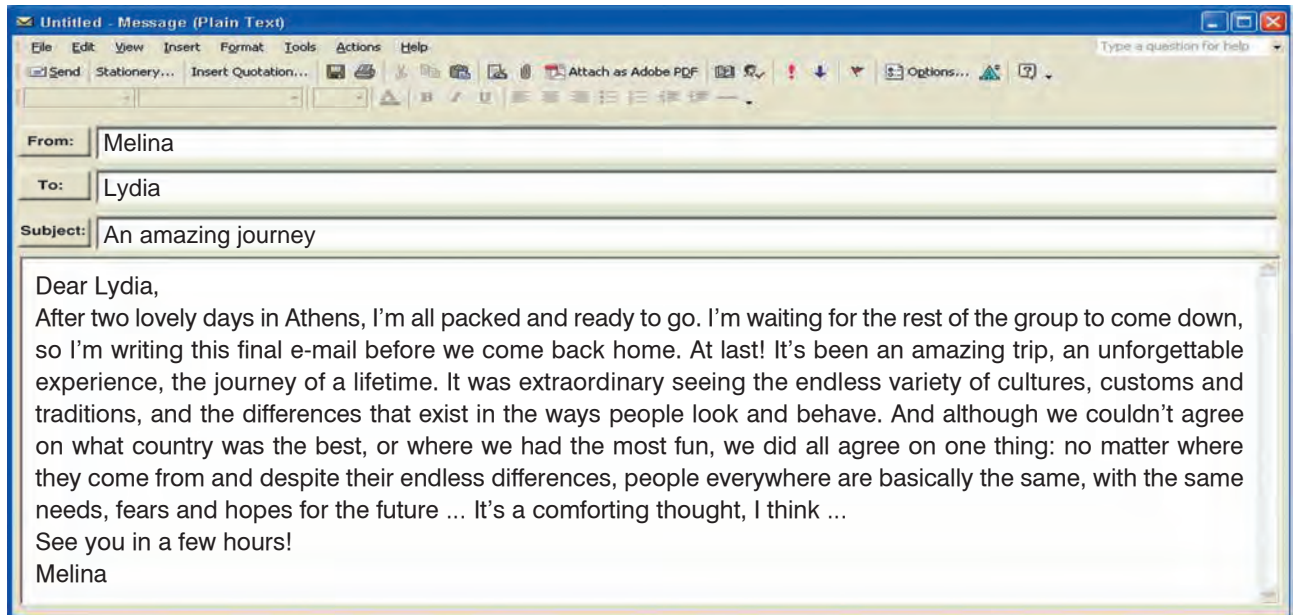 Untitled - Message (Plain Text)
File Edit View Insert Format Tools Actions Help Type a question for help
Send Stationery... Insert Quotation... Attach as Adobe PDF Options...
A B I U
From: Melina
To: Lydia
Subject: An amazing journey
Dear Lydia,
After two lovely days in Athens, I'm all packed and ready to go. I'm waiting for the rest of the group to come down,
so I'm writing this final e-mail before we come back home. At last! It's been an amazing trip, an unforgettable
experience, the journey of a lifetime. It was extraordinary seeing the endless variety of cultures, customs and
traditions, and the differences that exist in the ways people look and behave. And although we couldn't agree
on what country was the best, or where we had the most fun, we did all agree on one thing: no matter where
they come from and despite their endless differences, people everywhere are basically the same, with the same
needs, fears and hopes for the future ... It's a comforting thought, I think ...
See you in a few hours!
Melina